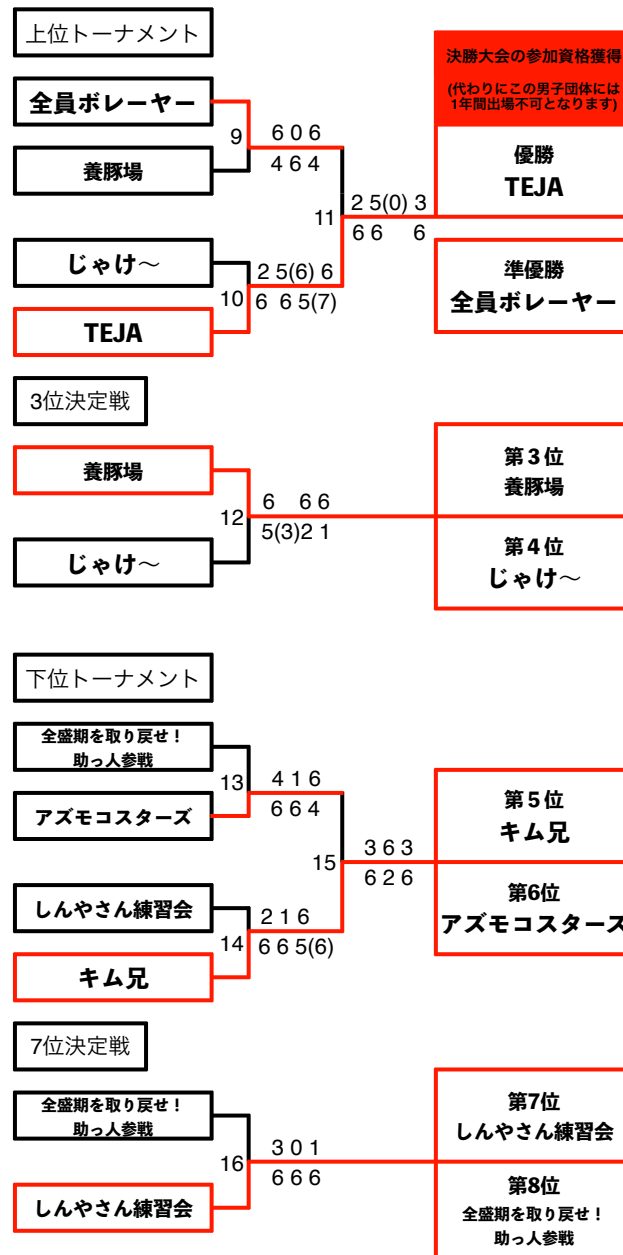 上位トーナメント
決勝大会の参加資格獲得
(代わりにこの男子団体には
1年間出場不可となります)
全員ボレーヤー
9
6 0 6
4 6 4
養豚場
優勝
TEJA
11
2 5(0) 3
6 6 6
じゃけ〜
10
2 5(6) 6
6 6 5(7)
TEJA
準優勝
全員ボレーヤー
3位決定戦
養豚場
12
6 6 6
5(3)2 1
じゃけ〜
第3位
養豚場
第4位
じゃけ〜
下位トーナメント
全盛期を取り戻せ!
助っ人参戦
13
4 1 6
6 6 4
アズモコスターズ
15
3 6 3
6 2 6
第5位
キム兄
第6位
アズモコスターズ
しんやさん練習会
14
2 1 6
6 6 5(6)
キム兄
7位決定戦
全盛期を取り戻せ!
助っ人参戦
16
3 0 1
6 6 6
しんやさん練習会
第7位
しんやさん練習会
第8位
全盛期を取り戻せ!
助っ人参戦